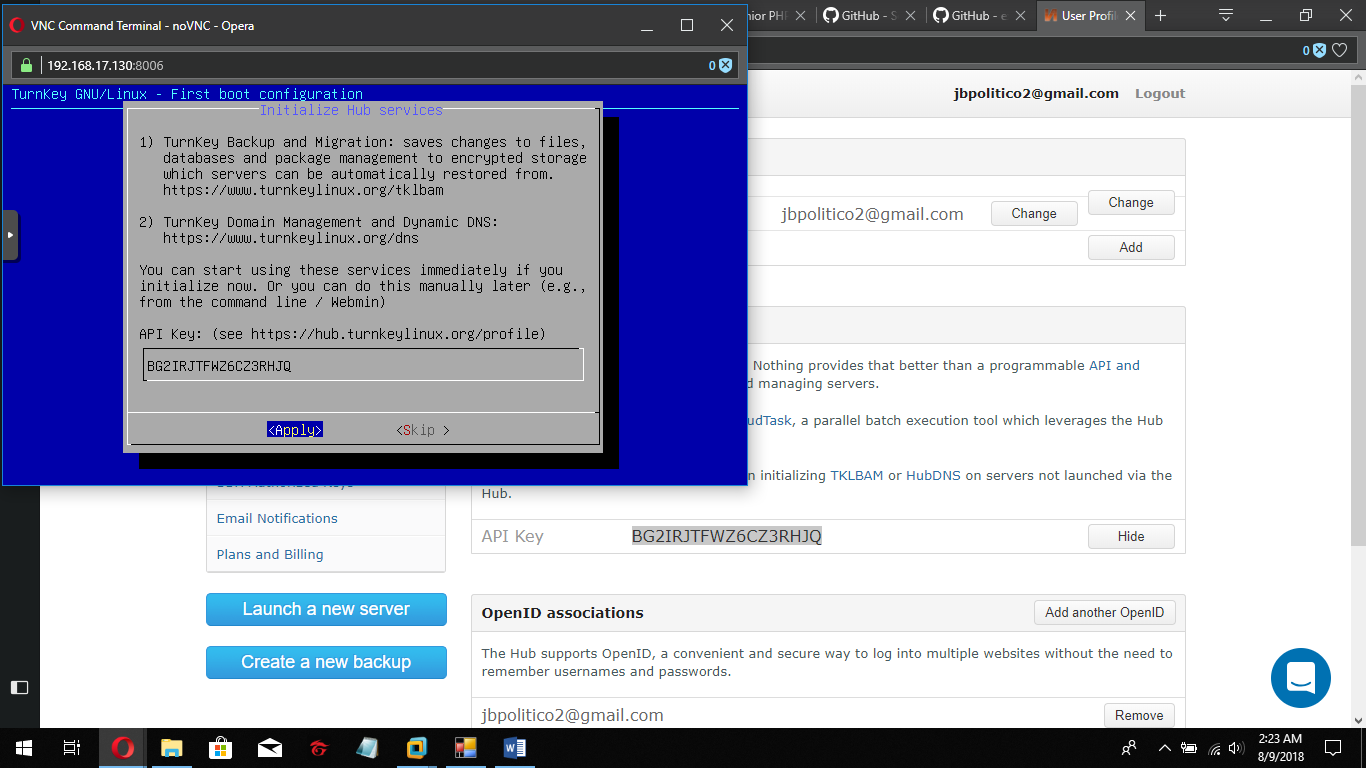 VNC Command Terminal - noVNC - Opera
GitHub - S
GitHub - e
User Profi
192.168.17.130:8006
0
0
TurnKey GNU/Linux - First boot configuration
Initialize Hub services
1) TurnKey Backup and Migration: saves changes to files,
databases and package management to encrypted storage
which servers can be automatically restored from.
https://www.turnkeylinux.org/tklbam
2) TurnKey Domain Management and Dynamic DNS:
https://www.turnkeylinux.org/dns
You can start using these services immediately if you
initialize now. Or you can do this manually later (e.g.,
from the command line / Webmin)
API Key: (see https://hub.turnkeylinux.org/profile)
BG2IRJTFWZ6CZ3RHJQ
<Apply> <Skip >
jbpolitico2@gmail.com Logout
jbpolitico2@gmail.com Change Change
Add
Nothing provides that better than a programmable API and
managing servers.
udTask, a parallel batch execution tool which leverages the Hub
initializing TKLBAM or HubDNS on servers not launched via the
Hub.
API Key BG2IRJTFWZ6CZ3RHJQ Hide
Email Notifications
Plans and Billing
Launch a new server
Create a new backup
OpenID associations Add another OpenID
The Hub supports OpenID, a convenient and secure way to log into multiple websites without the need to
remember usernames and passwords.
jbpolitico2@gmail.com Remove
2:23 AM
8/9/2018